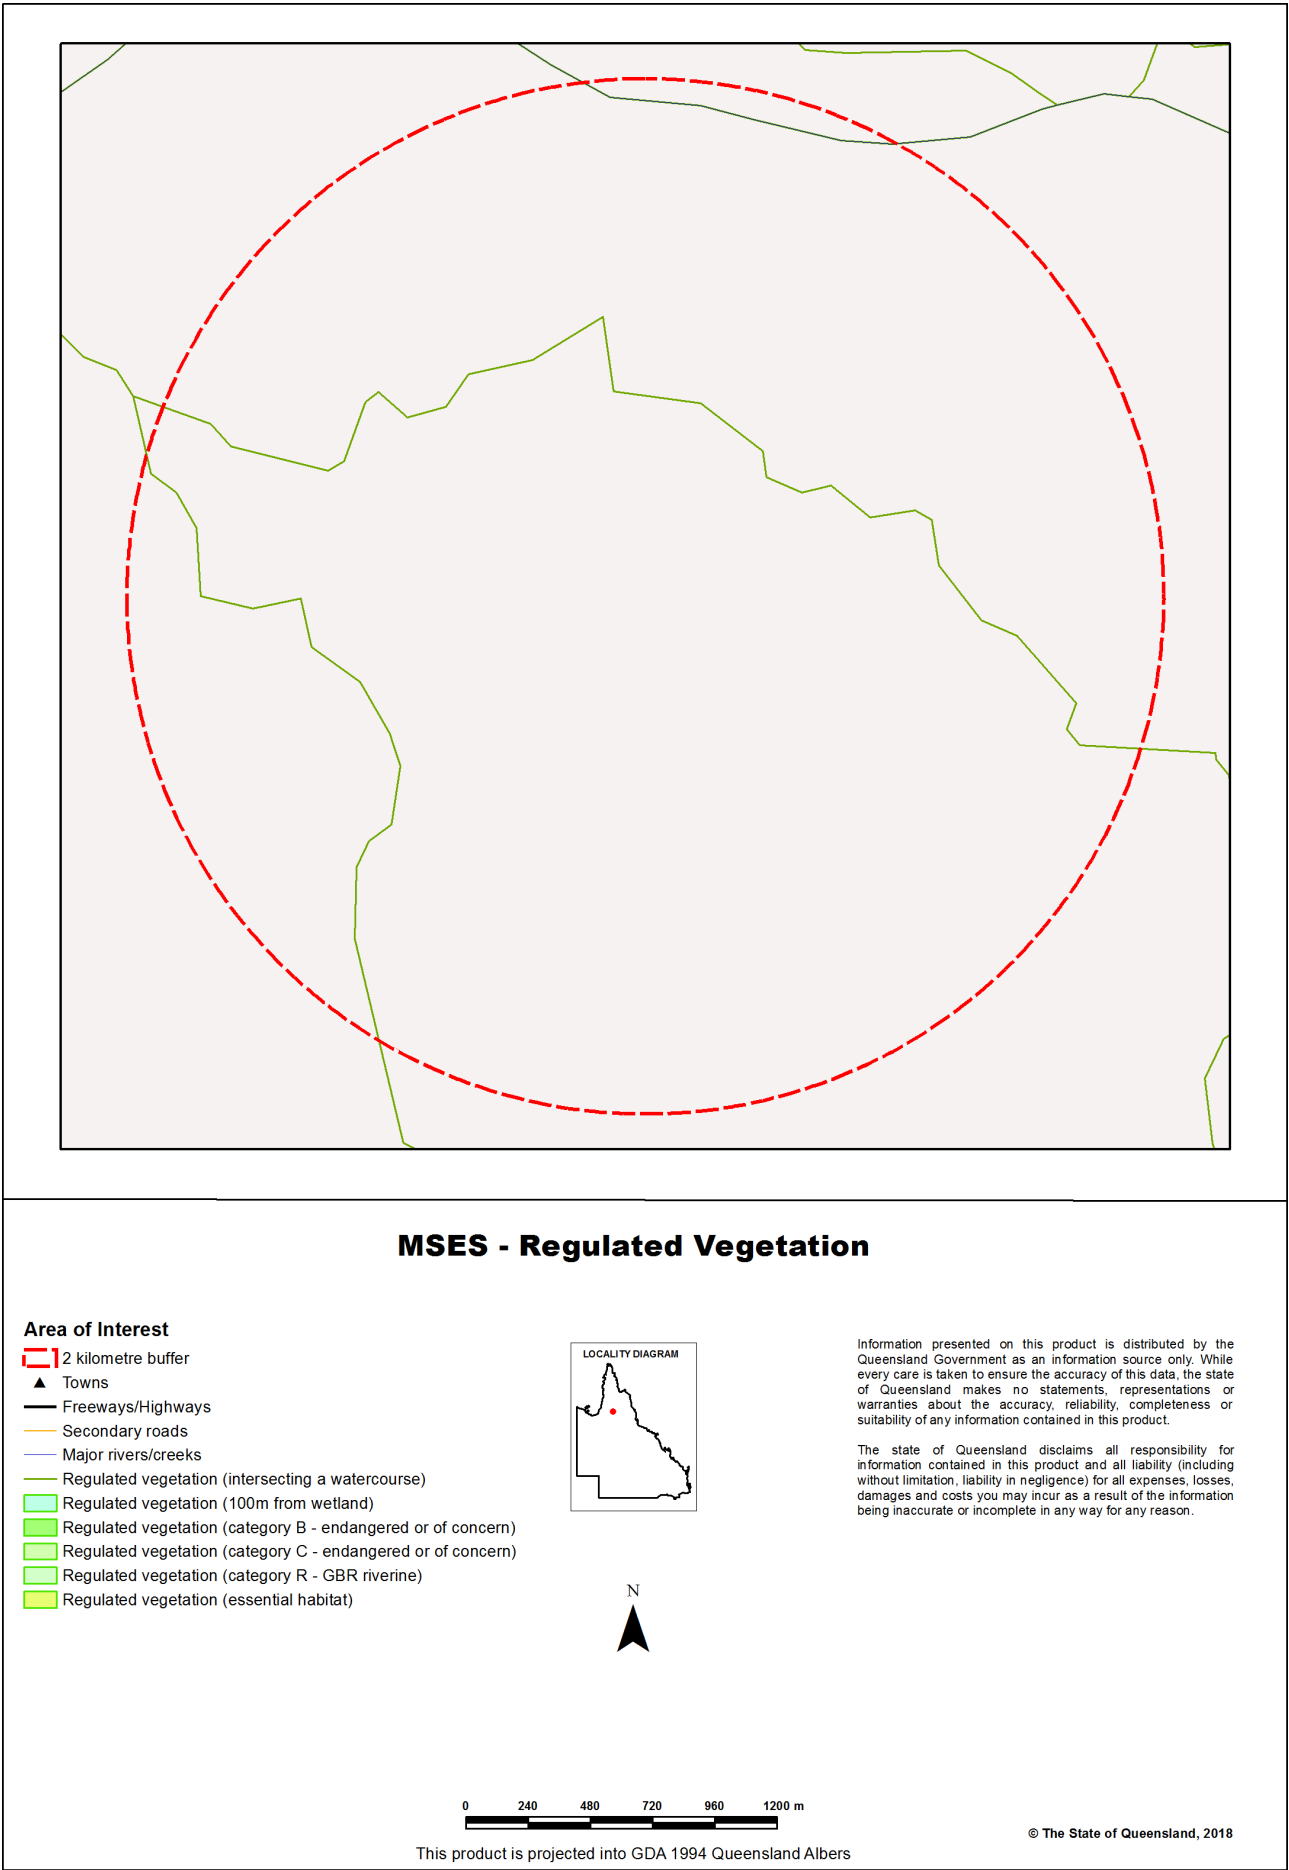 MSES - Regulated Vegetation
Area of Interest
2 kilometre buffer
Towns
Freeways/Highways
Secondary roads
Major rivers/creeks
Regulated vegetation (intersecting a watercourse)
Regulated vegetation (100m from wetland)
Regulated vegetation (category B - endangered or of concern)
Regulated vegetation (category C - endangered or of concern)
Regulated vegetation (category R - GBR riverine)
Regulated vegetation (essential habitat)
LOCALITY DIAGRAM
N
Information presented on this product is distributed by the
Queensland Government as an information source only. While
every care is taken to ensure the accuracy of this data, the state
of Queensland makes no statements, representations or
warranties about the accuracy, reliability, completeness or
suitability of any information contained in this product.
The state of Queensland disclaims all responsibility for
information contained in this product and all liability (including
without limitation, liability in negligence) for all expenses, losses,
damages and costs you may incur as a result of the information
being inaccurate or incomplete in any way for any reason.
0 240 480 720 960 1200 m
This product is projected into GDA 1994 Queensland Albers
© The State of Queensland, 2018